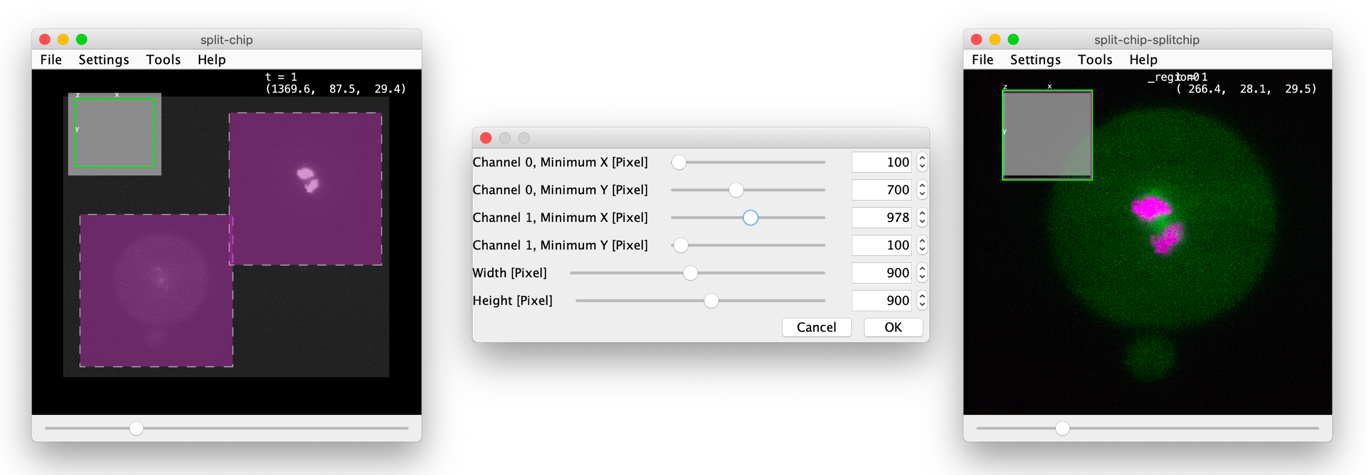 split-chip
File Settings Tools Help
t = 1
(1369.6, 87.5, 29.4)
z x
y
Channel 0, Minimum X [Pixel] 100
Channel 0, Minimum Y [Pixel] 700
Channel 1, Minimum X [Pixel] 978
Channel 1, Minimum Y [Pixel] 100
Width [Pixel] 900
Height [Pixel] 900
Cancel OK
split-chip-splitchip
File Settings Tools Help
( 266.4, 28.1, 29.5)
z x
y